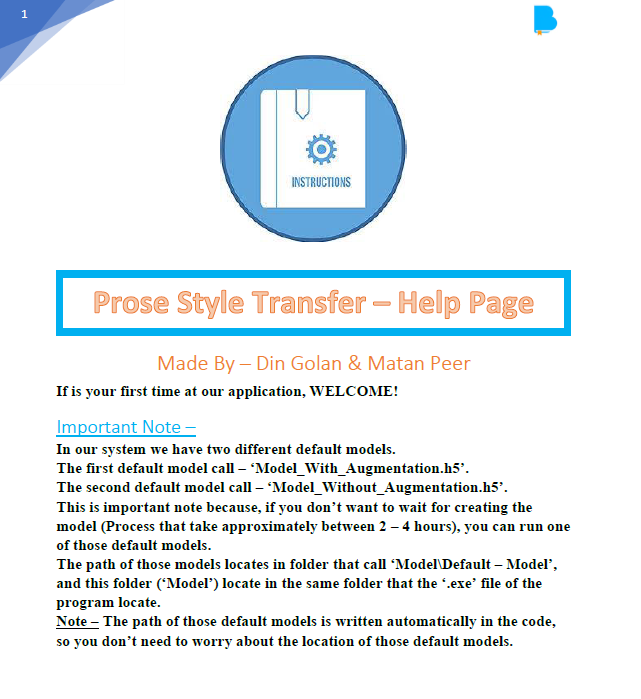 1
INSTRUCTIONS
Prose Style Transfer – Help Page
Made By – Din Golan & Matan Peer
If is your first time at our application, WELCOME!
Important Note –
In our system we have two different default models.
The first default model call – ‘Model_With_Augmentation.h5’.
The second default model call – ‘Model_Without_Augmentation.h5’.
This is important note because, if you don’t want to wait for creating the
model (Process that take approximately between 2 – 4 hours), you can run one
of those default models.
The path of those models locates in folder that call ‘Model\Default – Model’,
and this folder (‘Model’) locate in the same folder that the ‘.exe’ file of the
program locate.
Note – The path of those default models is written automatically in the code,
so you don’t need to worry about the location of those default models.